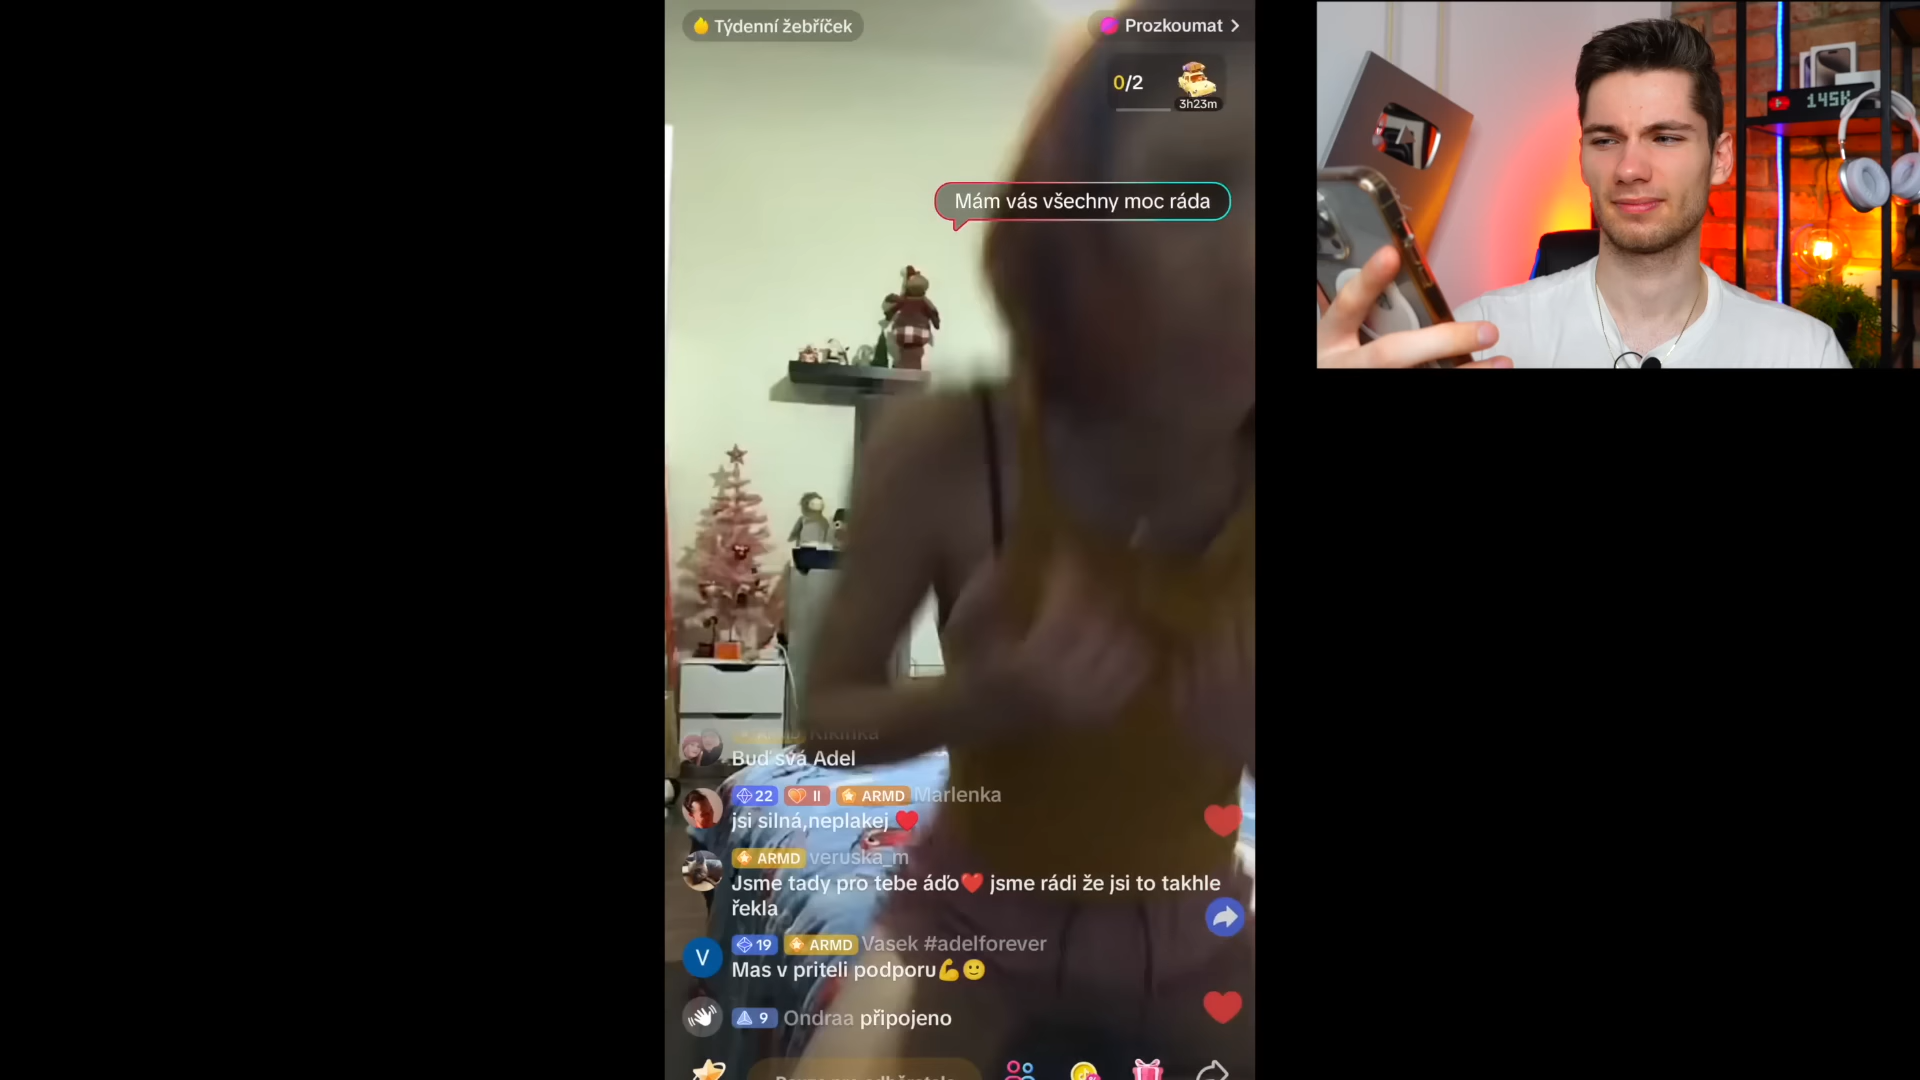 Týdenní žebříček
Prozkoumat
0/2
3h23m
145K
Mám vás všechny moc ráda
Kikinka
Buď svá Adel
22 II ARMD Marlenka
jsi silná,neplakej ❤️
ARMD veruska_m
Jsme tady pro tebe áďo❤️ jsme rádi že jsi to takhle
řekla
V
19 ARMD Vasek #adelforever
Mas v priteli podporu💪🙂
9 Ondraa připojeno